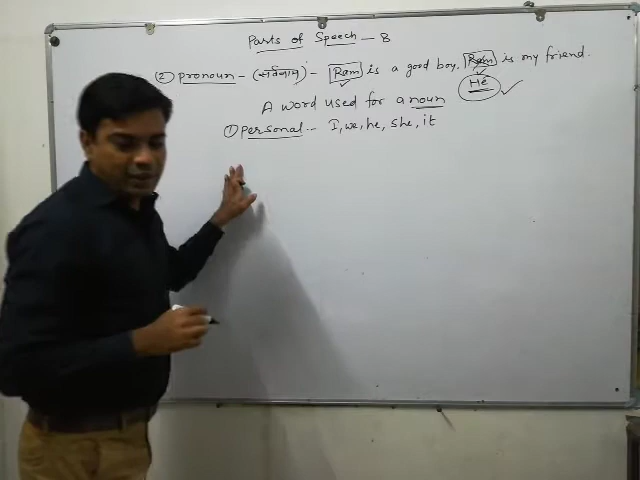 Parts of Speech - 8
② Pronoun - (सर्वनाम) - Ram is a good boy. Ram is my friend.
He
A word used for a noun
① Personal - I, we, he, she, it